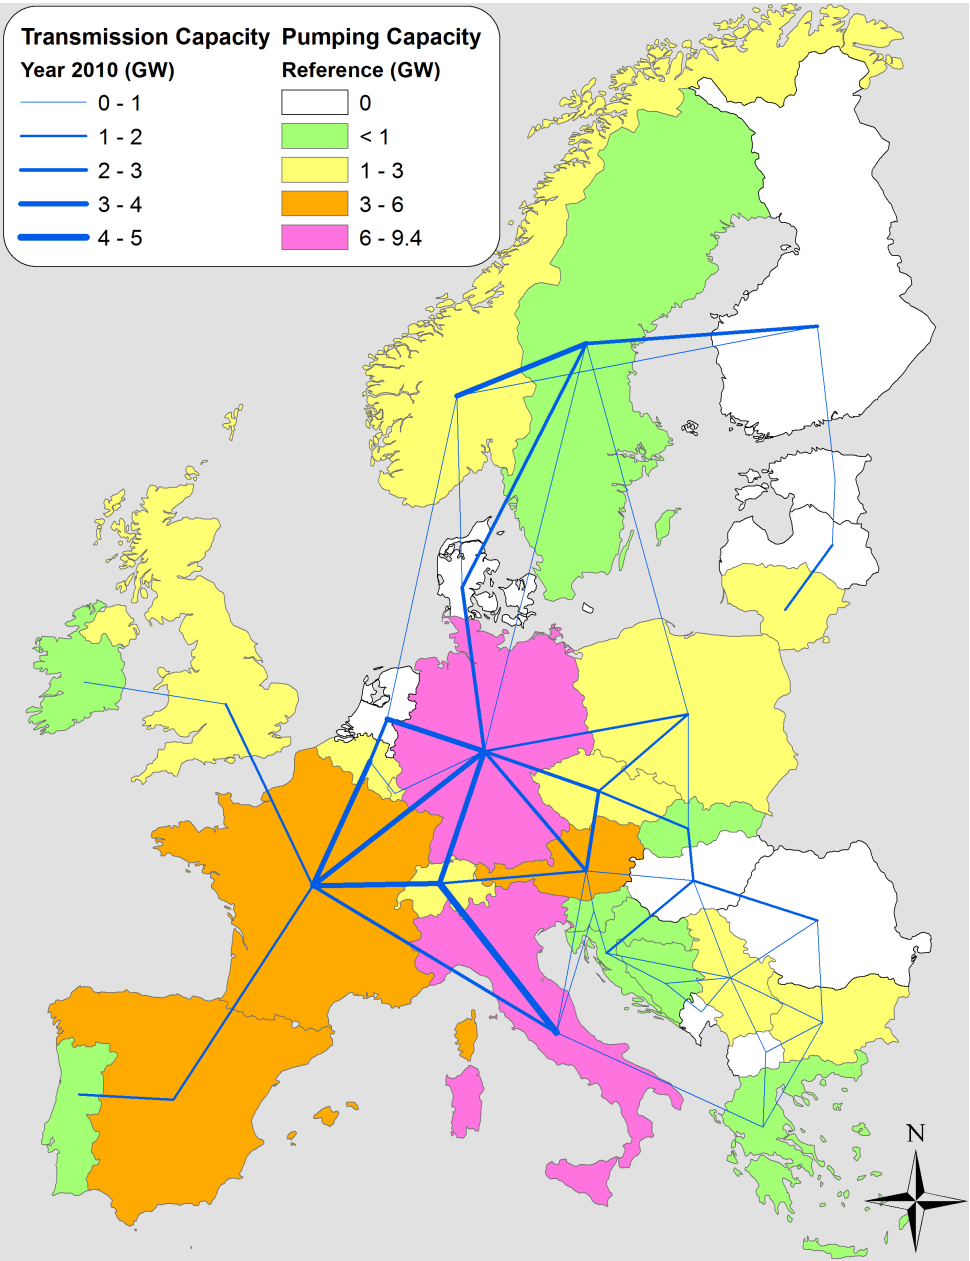 Transmission Capacity Pumping Capacity
Year 2010 (GW) Reference (GW)
0 - 1 0
1 - 2 < 1
2 - 3 1 - 3
3 - 4 3 - 6
4 - 5 6 - 9.4
N